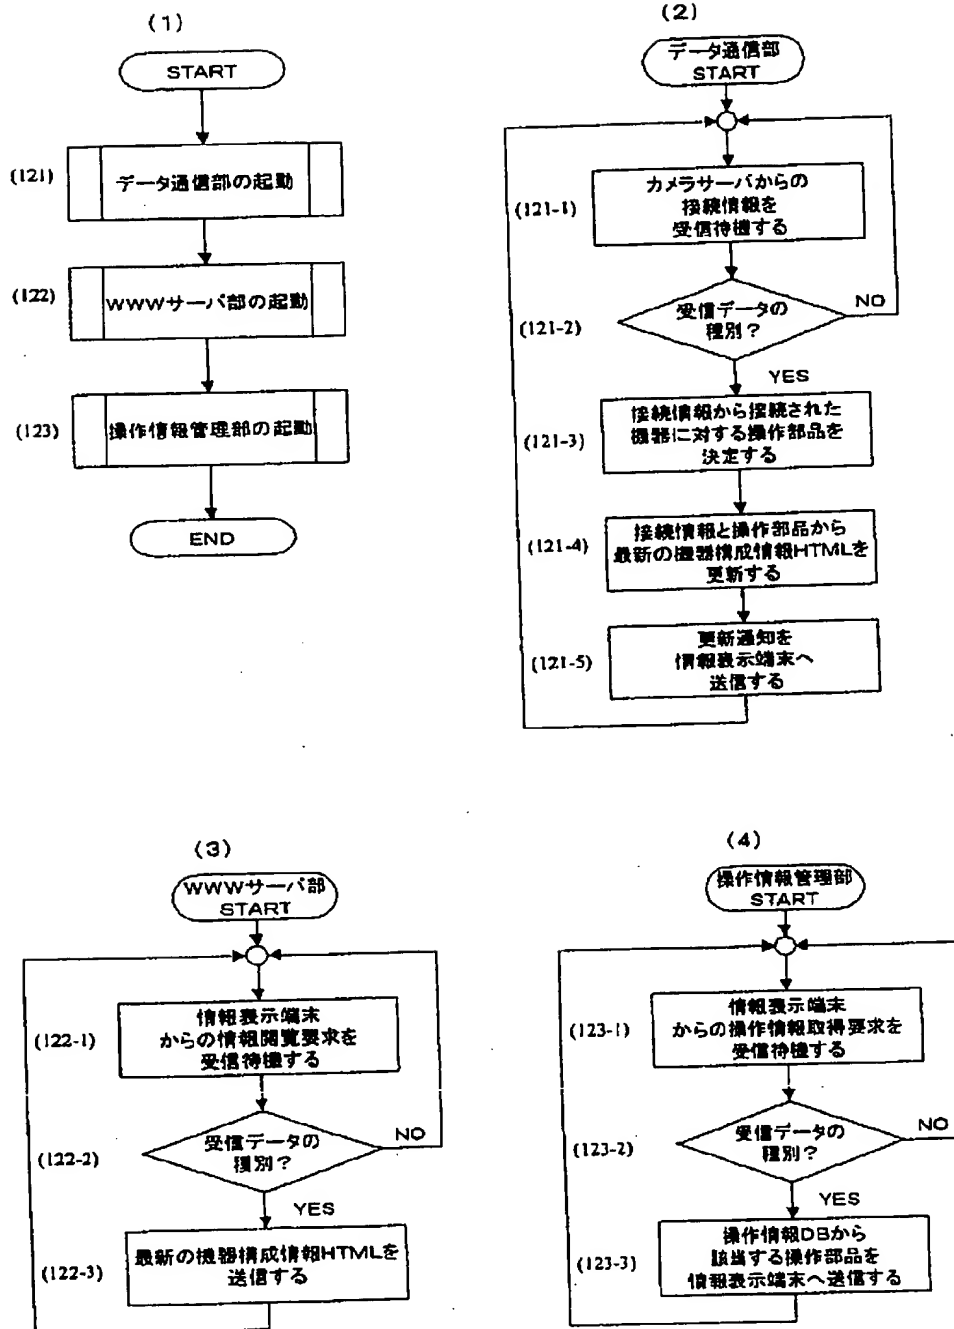 (1)
START
(121)
データ通信部の起動
(122)
WWWサーバ部の起動
(123)
操作情報管理部の起動
END
(2)
データ通信部
START
(121-1)
カメラサーバからの
接続情報を
受信待機する
(121-2)
受信データの
種別?
NO
YES
(121-3)
接続情報から接続された
機器に対する操作部品を
決定する
(121-4)
接続情報と操作部品から
最新の機器構成情報HTMLを
更新する
(121-5)
更新通知を
情報表示端末へ
送信する
(3)
WWWサーバ部
START
(122-1)
情報表示端末
からの情報閲覧要求を
受信待機する
(122-2)
受信データの
種別?
NO
YES
(122-3)
最新の機器構成情報HTMLを
送信する
(4)
操作情報管理部
START
(123-1)
情報表示端末
からの操作情報取得要求を
受信待機する
(123-2)
受信データの
種別?
NO
YES
(123-3)
操作情報DBから
該当する操作部品を
情報表示端末へ送信する